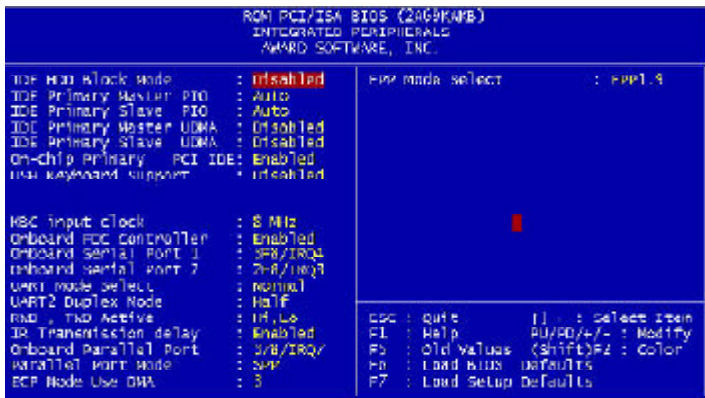 ROM PCI/ISA BIOS (2A69KAKB)
INTEGRATED PERIPHERALS
AWARD SOFTWARE, INC.
IDE HDD Block Mode : Disabled
IDE Primary Master PIO : Auto
IDE Primary Slave PIO : Auto
IDE Primary Master UDMA : Disabled
IDE Primary Slave UDMA : Disabled
On-Chip Primary PCI IDE: Enabled
USB Keyboard Support : Disabled
KBC input clock : 8 MHz
Onboard FDC Controller : Enabled
Onboard Serial Port 1 : 3F8/IRQ4
Onboard Serial Port 2 : 2F8/IRQ3
UART Mode Select : Normal
UART2 Duplex Mode : Half
RXD , TXD Active : Hi,Lo
IR Transmission delay : Enabled
Onboard Parallel Port : 378/IRQ7
Parallel Port Mode : SPP
ECP Mode Use DMA : 3
EPP Mode Select : EPP1.9
ESC : Quit : Select Item
F1 : Help PU/PD/+/- : Modify
F5 : Old Values (Shift)F2 : Color
F6 : Load BIOS Defaults
F7 : Load Setup Defaults